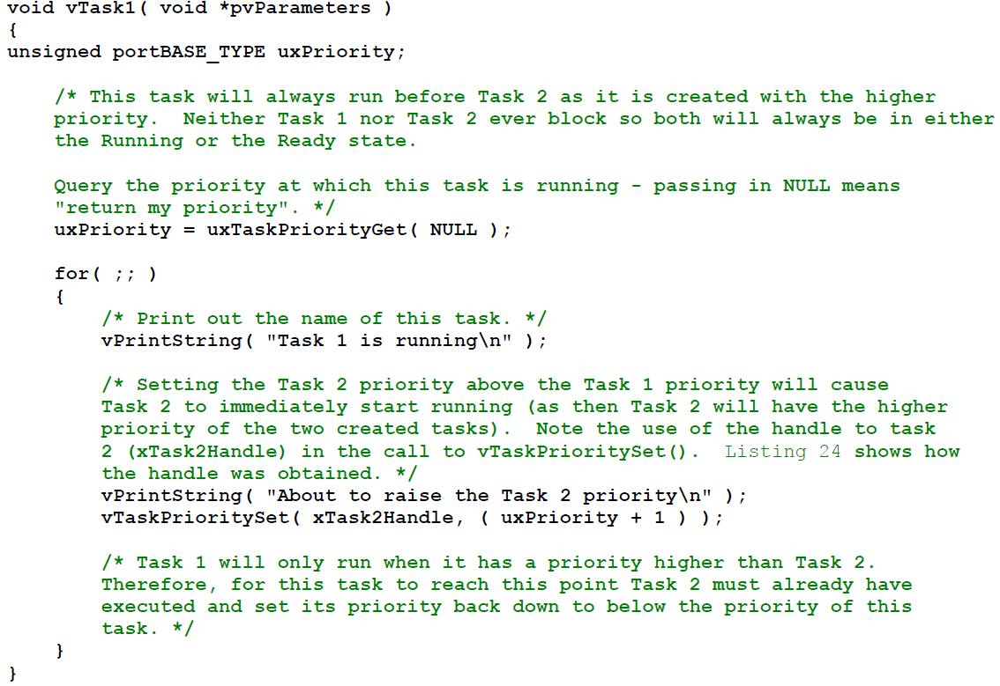 void vTask1( void *pvParameters )
{
unsigned portBASE_TYPE uxPriority;
/* This task will always run before Task 2 as it is created with the higher
priority.  Neither Task 1 nor Task 2 ever block so both will always be in either
the Running or the Ready state.
Query the priority at which this task is running - passing in NULL means
"return my priority". */
uxPriority = uxTaskPriorityGet( NULL );
for( ;; )
{
/* Print out the name of this task. */
vPrintString( "Task 1 is running\n" );
/* Setting the Task 2 priority above the Task 1 priority will cause
Task 2 to immediately start running (as then Task 2 will have the higher
priority of the two created tasks).  Note the use of the handle to task
2 (xTask2Handle) in the call to vTaskPrioritySet().  Listing 24 shows how
the handle was obtained. */
vPrintString( "About to raise the Task 2 priority\n" );
vTaskPrioritySet( xTask2Handle, ( uxPriority + 1 ) );
/* Task 1 will only run when it has a priority higher than Task 2.
Therefore, for this task to reach this point Task 2 must already have
executed and set its priority back down to below the priority of this
task. */
}
}